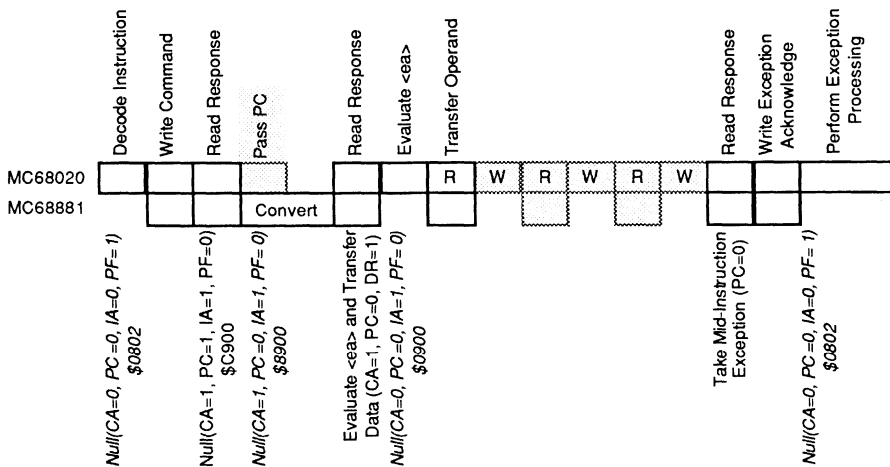 Decode Instruction
Write Command
Read Response
Pass PC
Read Response
Evaluate <ea>
Transfer Operand
Read Response
Write Exception
Acknowledge
Perform Exception
Processing
MC68020
R W R W R W
MC68881
Convert
Null(CA=0, PC=0, IA=0, PF=1)
$0802
Null(CA=1, PC=1, IA=1, PF=0)
$C900
Null(CA=1, PC=0, IA=1, PF=0)
$8900
Evaluate <ea> and Transfer
Data (CA=1, PC=0, DR=1)
Null(CA=0, PC=0, IA=1, PF=0)
$0900
Take Mid-Instruction
Exception (PC=0)
Null(CA=0, PC=0, IA=0, PF=1)
$0802